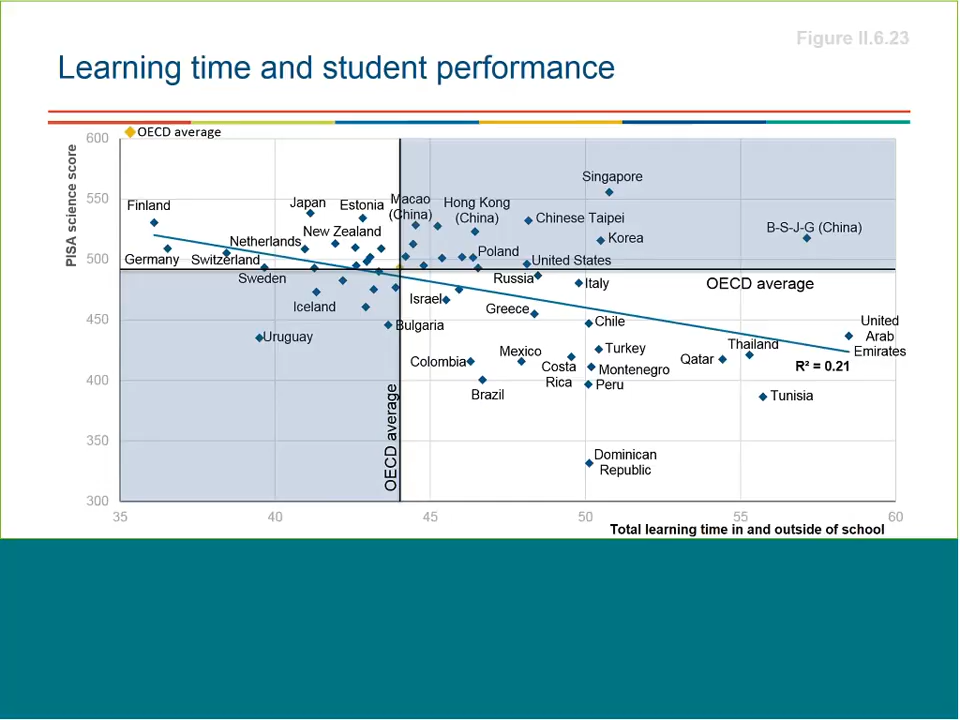 Figure II.6.23
Learning time and student performance
OECD average
PISA science score
600
550
500
450
400
350
300
Singapore
Finland
Japan
Estonia
Macao
(China)
Hong Kong
(China)
Chinese Taipei
B-S-J-G (China)
Netherlands
New Zealand
Korea
Germany
Switzerland
Poland
United States
Sweden
Russia
Italy
OECD average
Iceland
Israel
Greece
Uruguay
Bulgaria
Chile
United
Arab
Emirates
Colombia
Mexico
Costa
Rica
Turkey
Montenegro
Qatar
Thailand
R² = 0.21
Brazil
Peru
Tunisia
OECD average
Dominican
Republic
35
40
45
50
55
60
Total learning time in and outside of school